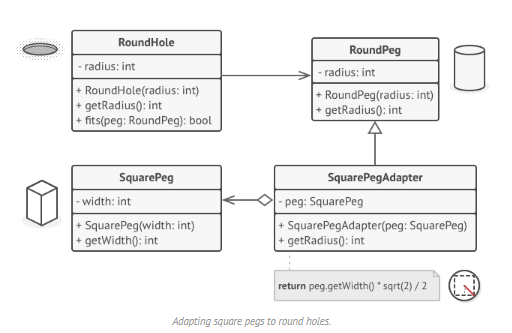 RoundHole
- radius: int
+ RoundHole(radius: int)
+ getRadius(): int
+ fits(peg: RoundPeg): bool
RoundPeg
- radius: int
+ RoundPeg(radius: int)
+ getRadius(): int
SquarePeg
- width: int
+ SquarePeg(width: int)
+ getWidth(): int
SquarePegAdapter
- peg: SquarePeg
+ SquarePegAdapter(peg: SquarePeg)
+ getRadius(): int
return peg.getWidth() * sqrt(2) / 2
Adapting square pegs to round holes.